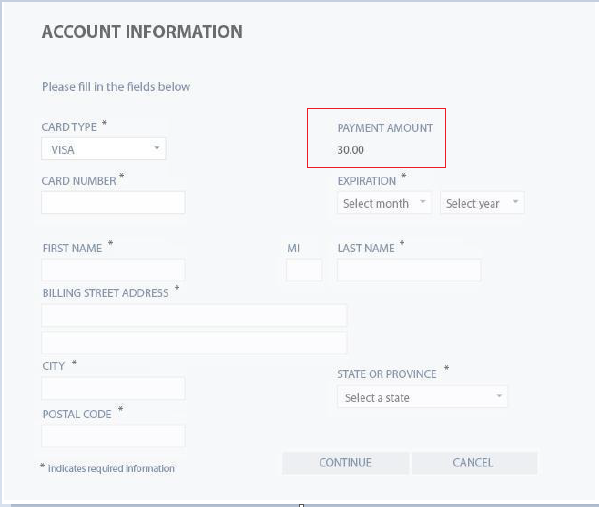 ACCOUNT INFORMATION
Please fill in the fields below
CARD TYPE *
PAYMENT AMOUNT
VISA
30.00
CARD NUMBER *
EXPIRATION *
Select month
Select year
FIRST NAME *
MI
LAST NAME *
BILLING STREET ADDRESS *
CITY *
STATE OR PROVINCE *
Select a state
POSTAL CODE *
CONTINUE
CANCEL
* Indicates required information